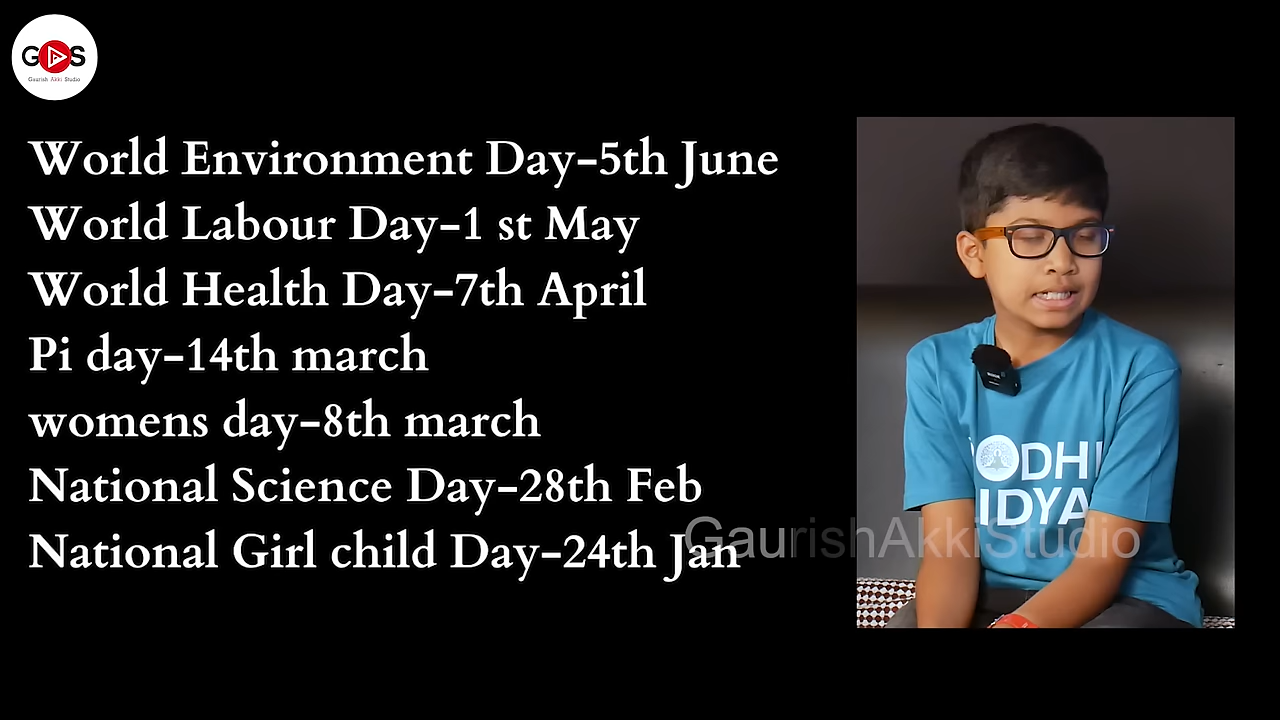 GAS
Gaurish Akki Studio
World Environment Day-5th June
World Labour Day-1 st May
World Health Day-7th April
Pi day-14th march
womens day-8th march
National Science Day-28th Feb
National Girl child Day-24th Jan
ODHI
IDYA
GaurishAkkiStudio